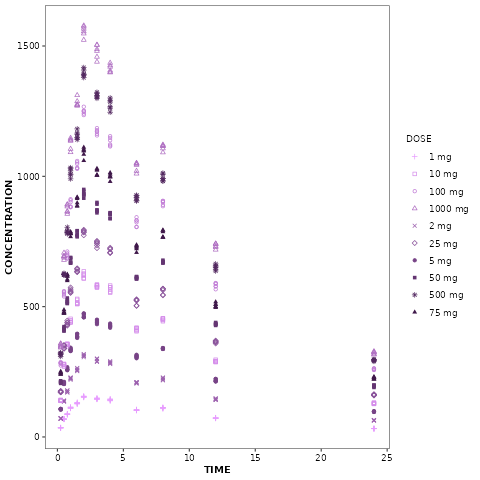 1500
1000
500
0
CONCENTRATION
0
5
10
15
20
25
TIME
DOSE
1 mg
10 mg
100 mg
1000 mg
2 mg
25 mg
5 mg
50 mg
500 mg
75 mg